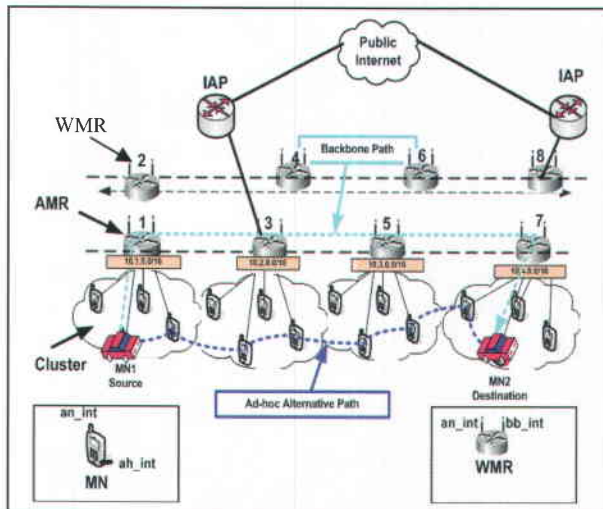 Public
Internet
IAP
IAP
WMR
2
4
6
8
Backbone Path
AMR
1
3
5
7
10.1.0.0/16
10.2.0.0/16
10.3.0.0/16
10.4.0.0/16
Cluster
MN1
Source
MN2
Destination
Ad-hoc Alternative Path
an_int
ah_int
MN
an_int
bb_int
WMR